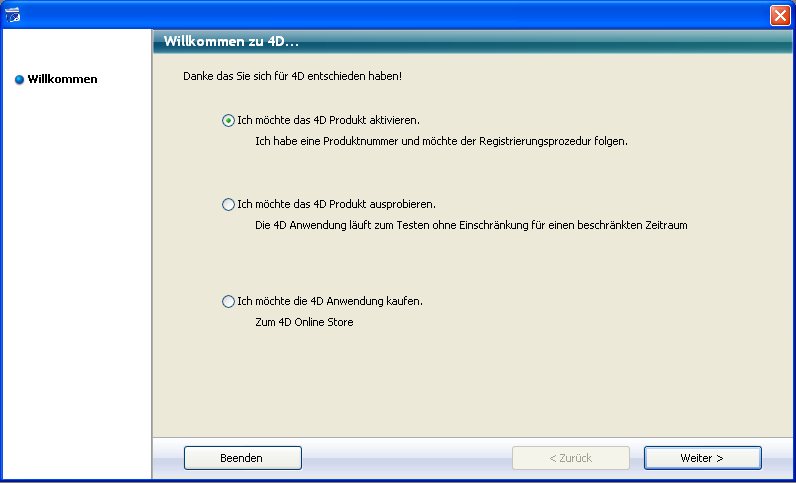 Willkommen zu 4D...
Willkommen
Danke das Sie sich für 4D entschieden haben!
Ich möchte das 4D Produkt aktivieren.
Ich habe eine Produktnummer und möchte der Registrierungsprozedur folgen.
Ich möchte das 4D Produkt ausprobieren.
Die 4D Anwendung läuft zum Testen ohne Einschränkung für einen beschränkten Zeitraum
Ich möchte die 4D Anwendung kaufen.
Zum 4D Online Store
Beenden
< Zurück
Weiter >